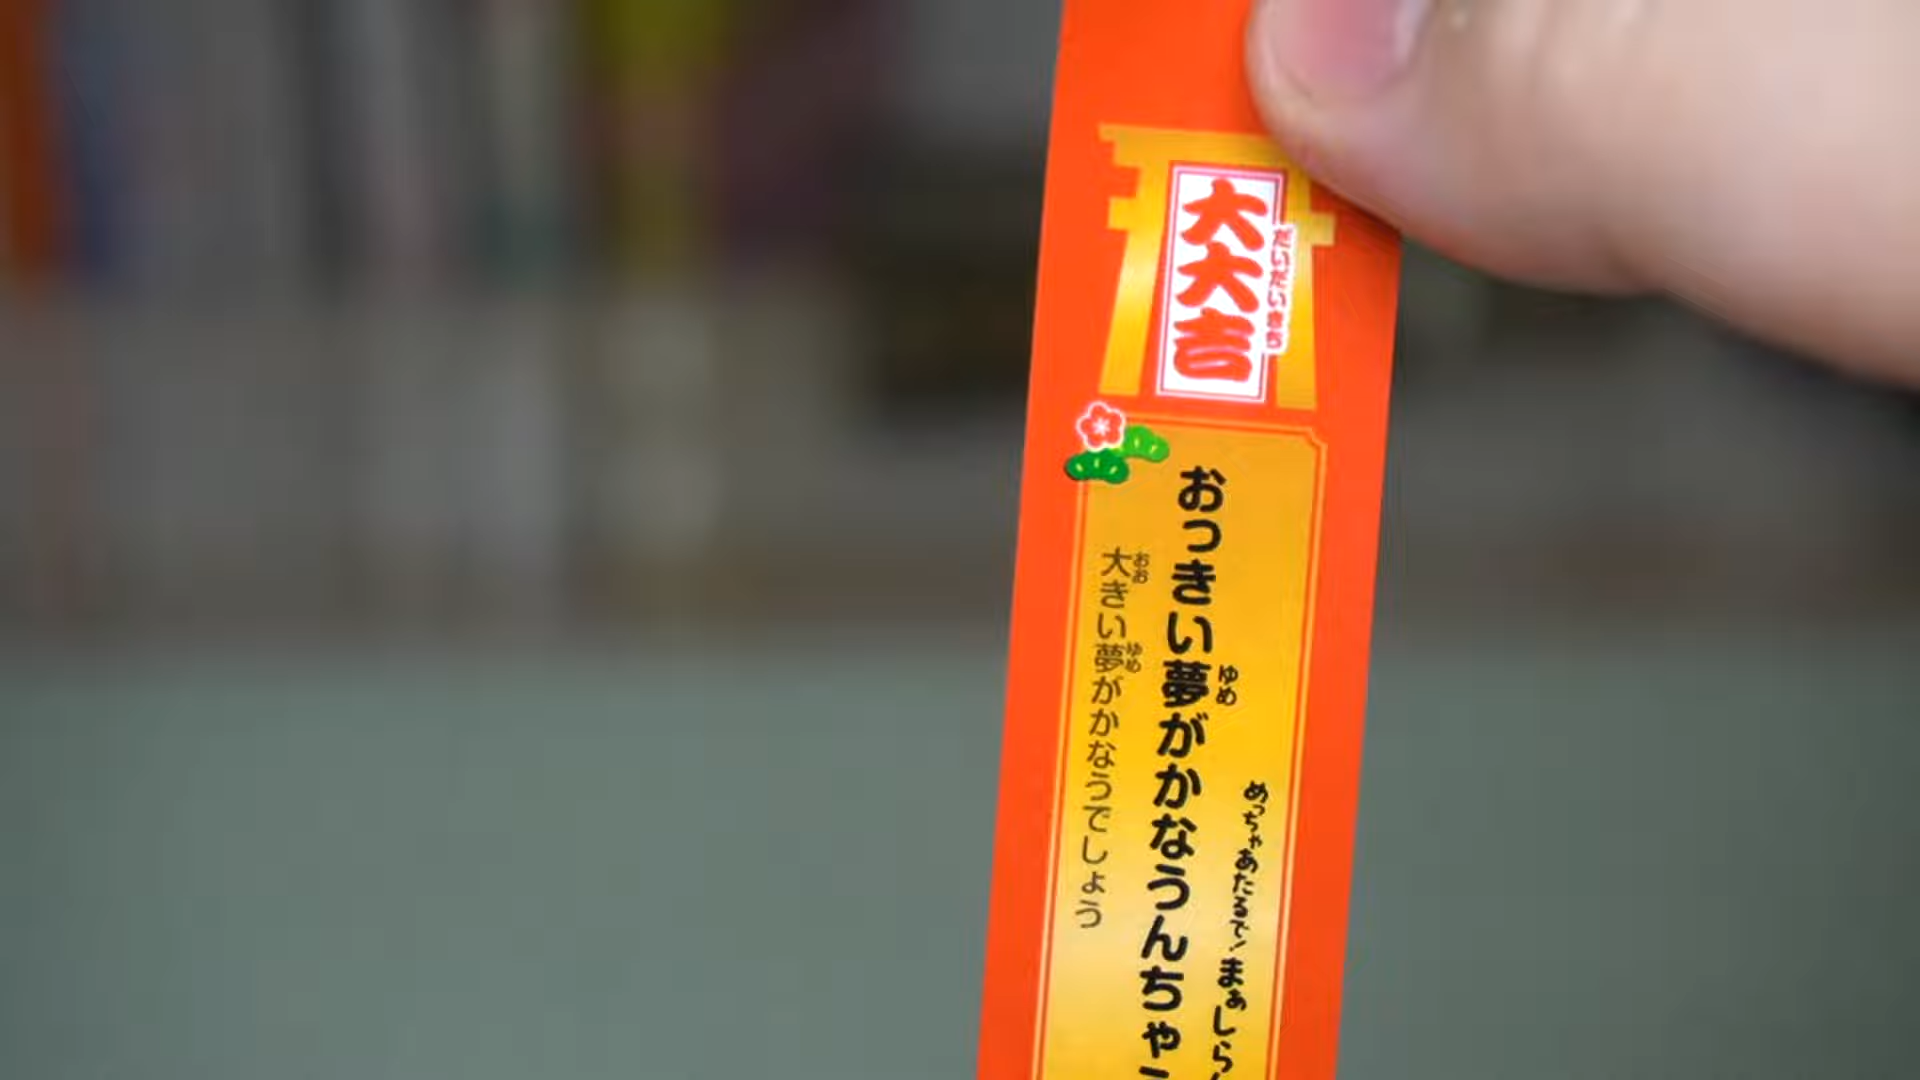 大大吉
だいだいきち
めっちゃあたるで!まぁしら
おっきい夢がかなうんちゃ
ゆめ
大きい夢がかなうでしょう
おお
ゆめ